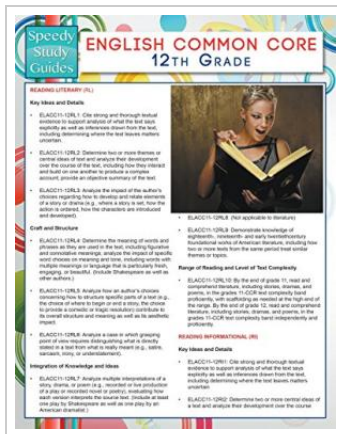 Speedy
Study
Guides
ENGLISH COMMON CORE
12TH GRADE
READING LITERARY (RL)
Key Ideas and Details
• ELACC11-12RL1: Cite strong and thorough textual
evidence to support analysis of what the text says
explicitly as well as inferences drawn from the text,
including determining where the text leaves matters
uncertain.
• ELACC11-12RL2: Determine two or more themes or
central ideas of text and analyze their development
over the course of the text, including how they interact
and build on one another to produce a complex
account; provide an objective summary of the text.
• ELACC11-12RL3: Analyze the impact of the author's
choices regarding how to develop and relate elements
of a story or drama (e.g., where a story is set, how the
action is ordered, how the characters are introduced
and developed).
Craft and Structure
• ELACC11-12RL4: Determine the meaning of words and
phrases as they are used in the text, including figurative
and connotative meanings; analyze the impact of specific
word choices on meaning and tone, including words with
multiple meanings or language that is particularly fresh,
engaging, or beautiful. (Include Shakespeare as well as
other authors.)
• ELACC11-12RL5: Analyze how an author's choices
concerning how to structure specific parts of a text (e.g.,
the choice of where to begin or end a story, the choice
to provide a comedic or tragic resolution) contribute to
its overall structure and meaning as well as its aesthetic
impact.
• ELACC11-12RL6: Analyze a case in which grasping
point of view requires distinguishing what is directly
stated in a text from what is really meant (e.g., satire,
sarcasm, irony, or understatement).
Integration of Knowledge and Ideas
• ELACC11-12RL7: Analyze multiple interpretations of a
story, drama, or poem (e.g., recorded or live production
of a play or recorded novel or poetry), evaluating how
each version interprets the source text. (Include at least
one play by Shakespeare as well as one play by an
American dramatist.)
• ELACC11-12RL8: (Not applicable to literature)
• ELACC11-12RL9: Demonstrate knowledge of
eighteenth-, nineteenth- and early twentieth-century
foundational works of American literature, including how
two or more texts from the same period treat similar
themes or topics.
Range of Reading and Level of Text Complexity
• ELACC11-12RL10: By the end of grade 11, read and
comprehend literature, including stories, dramas, and
poems, in the grades 11-CCR text complexity band
proficiently, with scaffolding as needed at the high end of
the range. By the end of grade 12, read and comprehend
literature, including stories, dramas, and poems, in the
grades 11-CCR text complexity band independently and
proficiently.
READING INFORMATIONAL (RI)
Key Ideas and Details
• ELACC11-12RI1: Cite strong and thorough textual
evidence to support analysis of what the text says
explicitly as well as inferences drawn from the text,
including determining where the text leaves matters
uncertain.
• ELACC11-12RI2: Determine two or more central ideas of
a text and analyze their development over the course